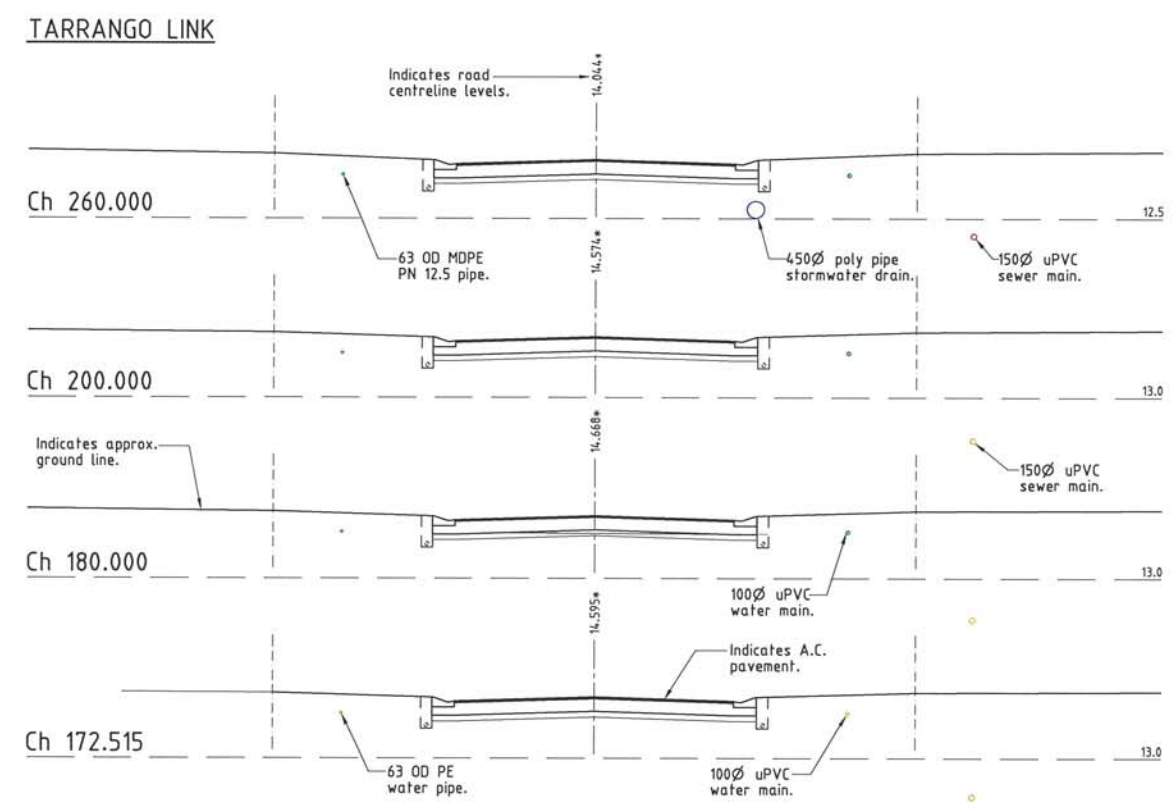 TARRANGO LINK
Indicates road
centreline levels.
14.044*
Ch 260.000
12.5
63 OD MDPE
PN 12.5 pipe.
450Ø poly pipe
stormwater drain.
150Ø uPVC
sewer main.
14.574*
Ch 200.000
13.0
Indicates approx.
ground line.
14.668*
150Ø uPVC
sewer main.
Ch 180.000
13.0
100Ø uPVC
water main.
14.595*
Indicates A.C.
pavement.
Ch 172.515
13.0
63 OD PE
water pipe.
100Ø uPVC
water main.